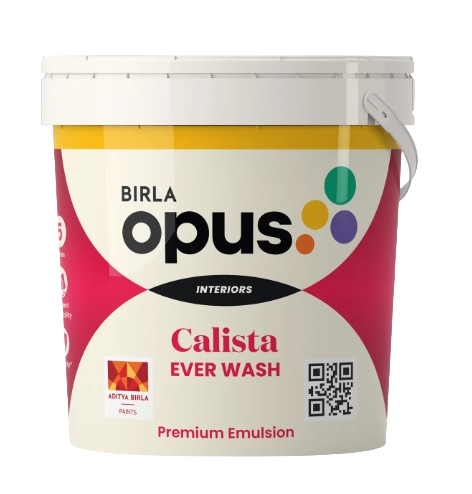 BIRLA
opus
INTERIORS
Calista
EVER WASH
ADITYA BIRLA
PAINTS
Premium Emulsion